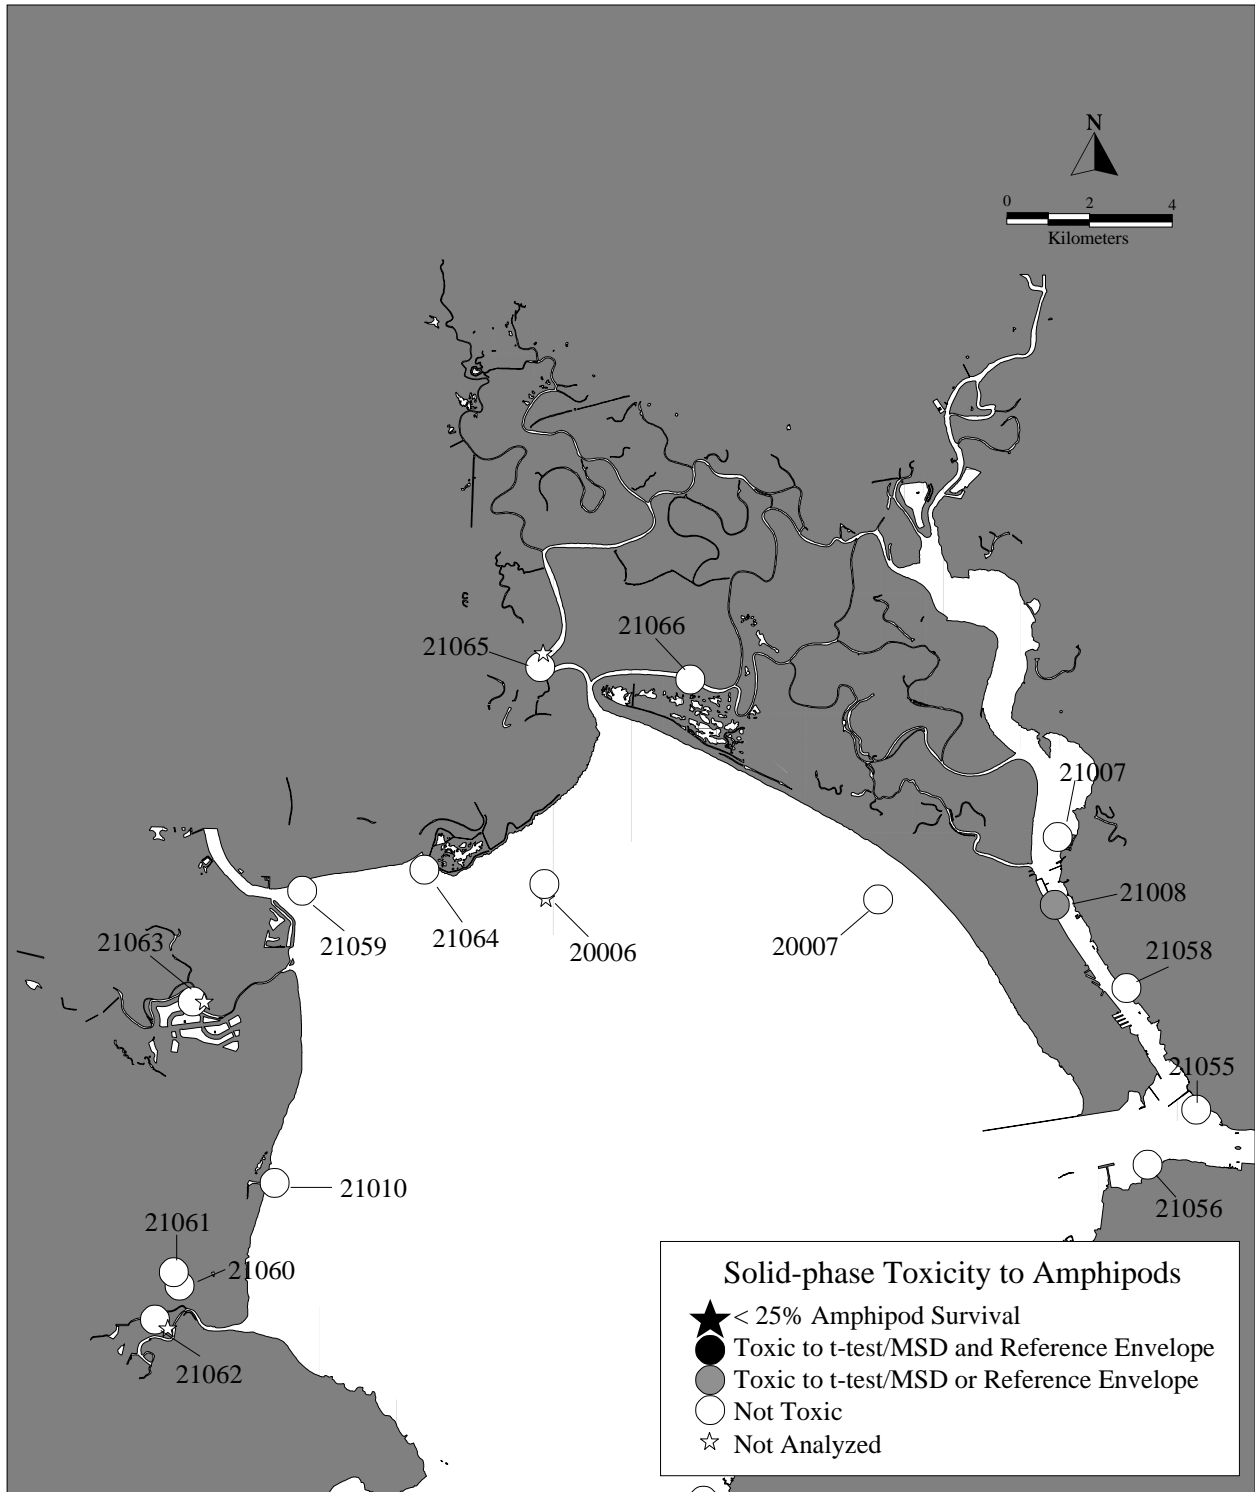 N
0 2 4
Kilometers
21066
21065
21007
21008
21063
21059
21064
20006
20007
21058
21055
21010
21056
21061
21060
21062
Solid-phase Toxicity to Amphipods
< 25% Amphipod Survival
Toxic to t-test/MSD and Reference Envelope
Toxic to t-test/MSD or Reference Envelope
Not Toxic
Not Analyzed